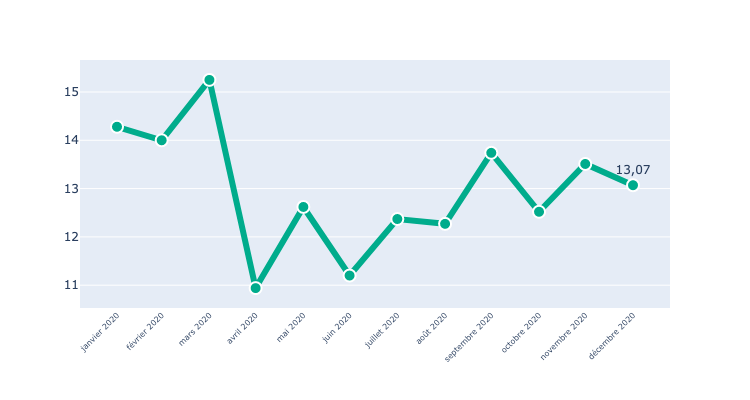 15
14
13
12
11
13,07
janvier 2020
février 2020
mars 2020
avril 2020
mai 2020
juin 2020
juillet 2020
août 2020
septembre 2020
octobre 2020
novembre 2020
décembre 2020